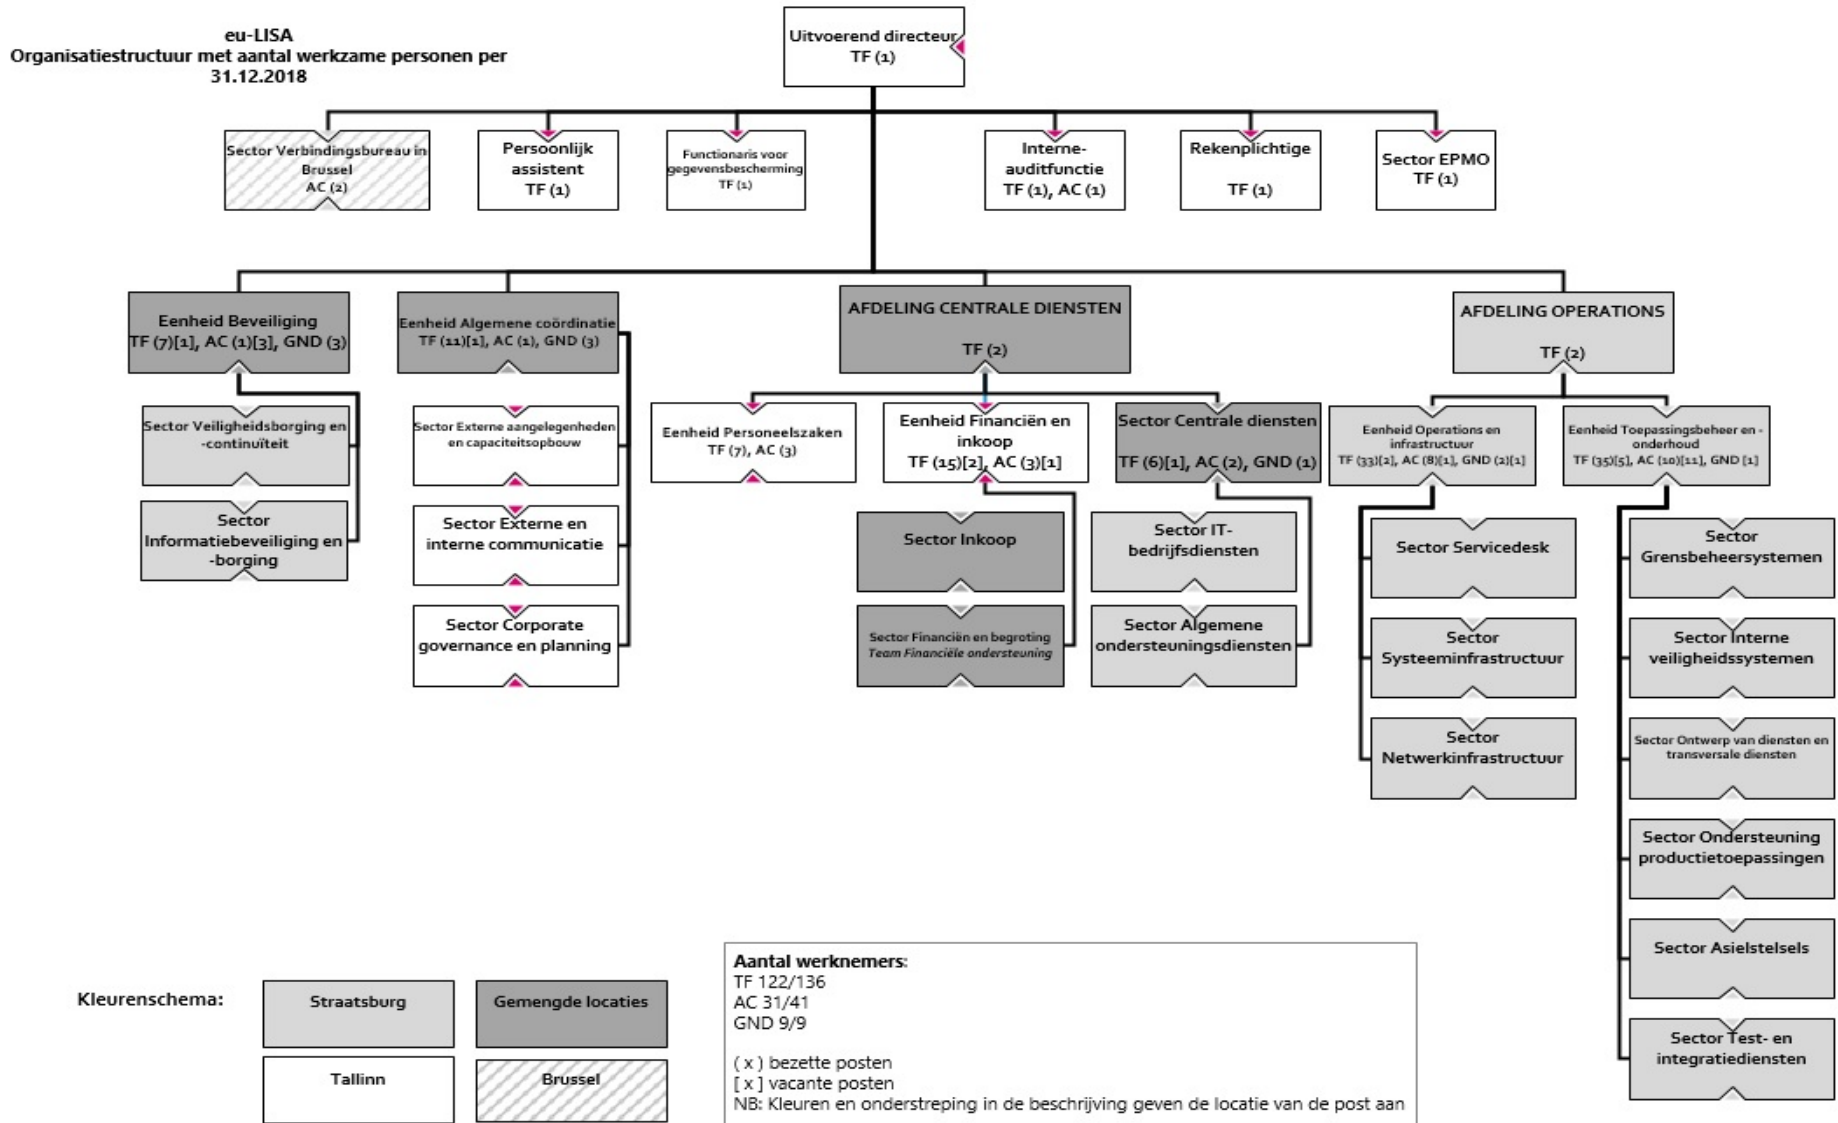 eu-LISA
Organisatiestructuur met aantal werkzame personen per
31.12.2018
Uitvoerend directeur
TF (1)
Sector Verbindingsbureau in
Brussel
AC (2)
Persoonlijk
assistent
TF (1)
Functionaris voor
gegevensbescherming
TF (1)
Interne-
auditfunctie
TF (1), AC (1)
Rekenplichtige
TF (1)
Sector EPMO
TF (1)
Eenheid Beveiliging
TF (7)[1], AC (1)[3], GND (3)
Eenheid Algemene coördinatie
TF (11)[1], AC (1), GND (3)
AFDELING CENTRALE DIENSTEN
TF (2)
AFDELING OPERATIONS
TF (2)
Sector Veiligheidsborging en
-continuïteit
Sector
Informatiebeveiliging en
-borging
Sector Externe aangelegenheden
en capaciteitsopbouw
Sector Externe en
interne communicatie
Sector Corporate
governance en planning
Eenheid Personeelszaken
TF (7), AC (3)
Eenheid Financiën en
inkoop
TF (15)[2], AC (3)[1]
Sector Centrale diensten
TF (6)[1], AC (2), GND (1)
Sector Inkoop
Sector Financiën en begroting
Team Financiële ondersteuning
Sector IT-
bedrijfsdiensten
Sector Algemene
ondersteuningsdiensten
Eenheid Operations en
infrastructuur
TF (33)[2], AC (8)[1], GND (2)[1]
Eenheid Toepassingsbeheer en -
onderhoud
TF (35)[5], AC (10)[11], GND [1]
Sector Servicedesk
Sector
Systeeminfrastructuur
Sector
Netwerkinfrastructuur
Sector
Grensbeheersystemen
Sector Interne
veiligheidssystemen
Sector Ontwerp van diensten en
transversale diensten
Sector Ondersteuning
productietoepassingen
Sector Asielstelsels
Sector Test- en
integratiediensten
Kleurenschema:
Straatsburg
Gemengde locaties
Tallinn
Brussel
Aantal werknemers:
TF 122/136
AC 31/41
GND 9/9
( x ) bezette posten
[ x ] vacante posten
NB: Kleuren en onderstreping in de beschrijving geven de locatie van de post aan